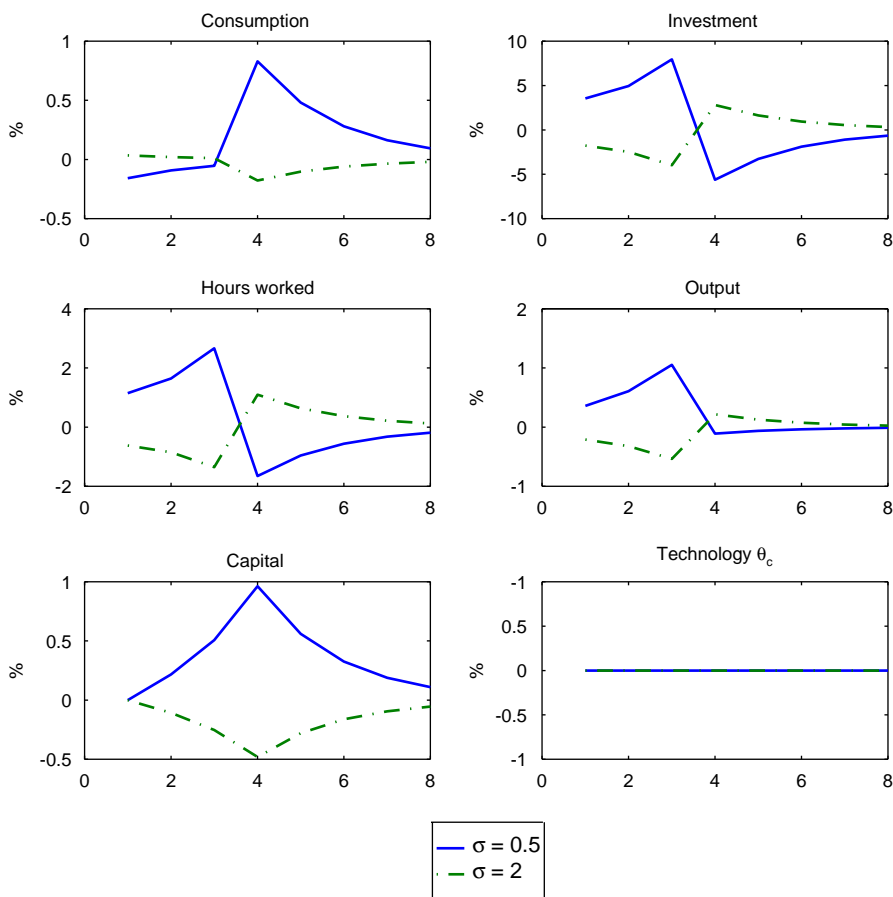 Consumption
1
0.5
0
-0.5
%
0 2 4 6 8
Investment
10
5
0
-5
-10
%
0 2 4 6 8
Hours worked
4
2
0
-2
%
0 2 4 6 8
Output
2
1
0
-1
%
0 2 4 6 8
Capital
1
0.5
0
-0.5
%
0 2 4 6 8
Technology θc
-1
0.5
0
-0.5
-1
%
0 2 4 6 8
σ = 0.5
σ = 2